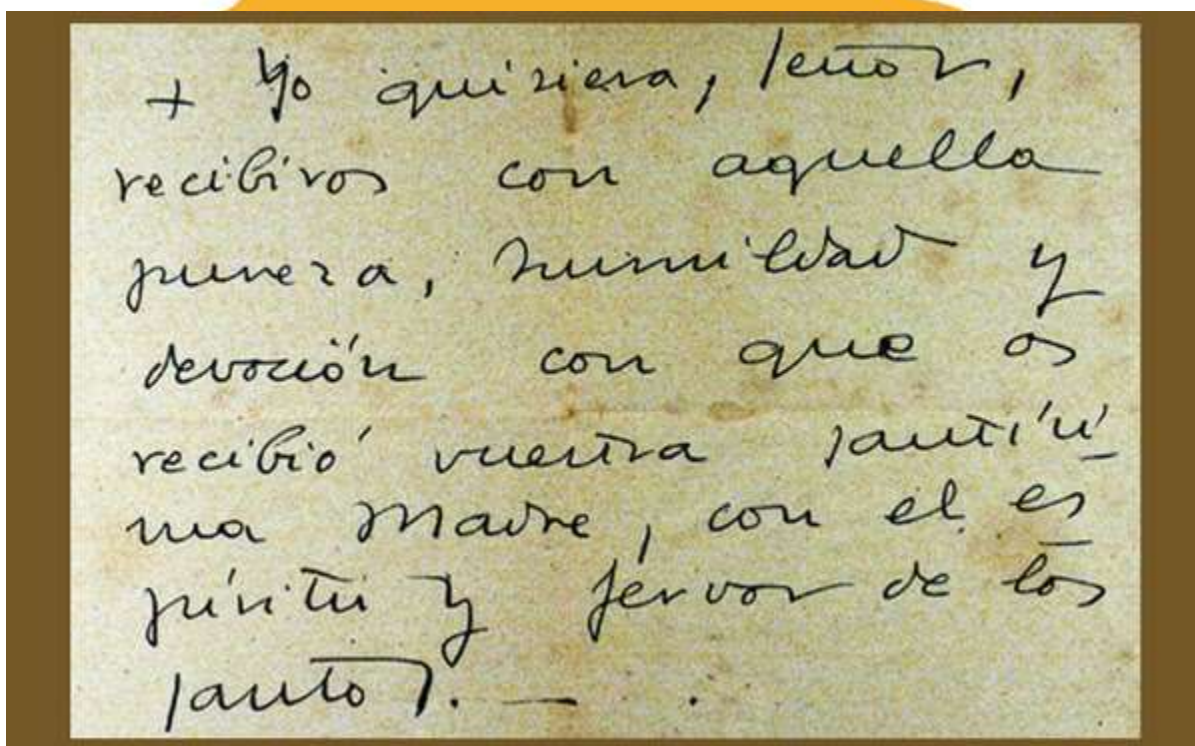 + Yo quisiera, Señor,
recibiros con aquella
pureza, humildad y
devoción con que os
recibió vuestra santísi
ma Madre, con el es
píritu y fervor de los
santos. — .